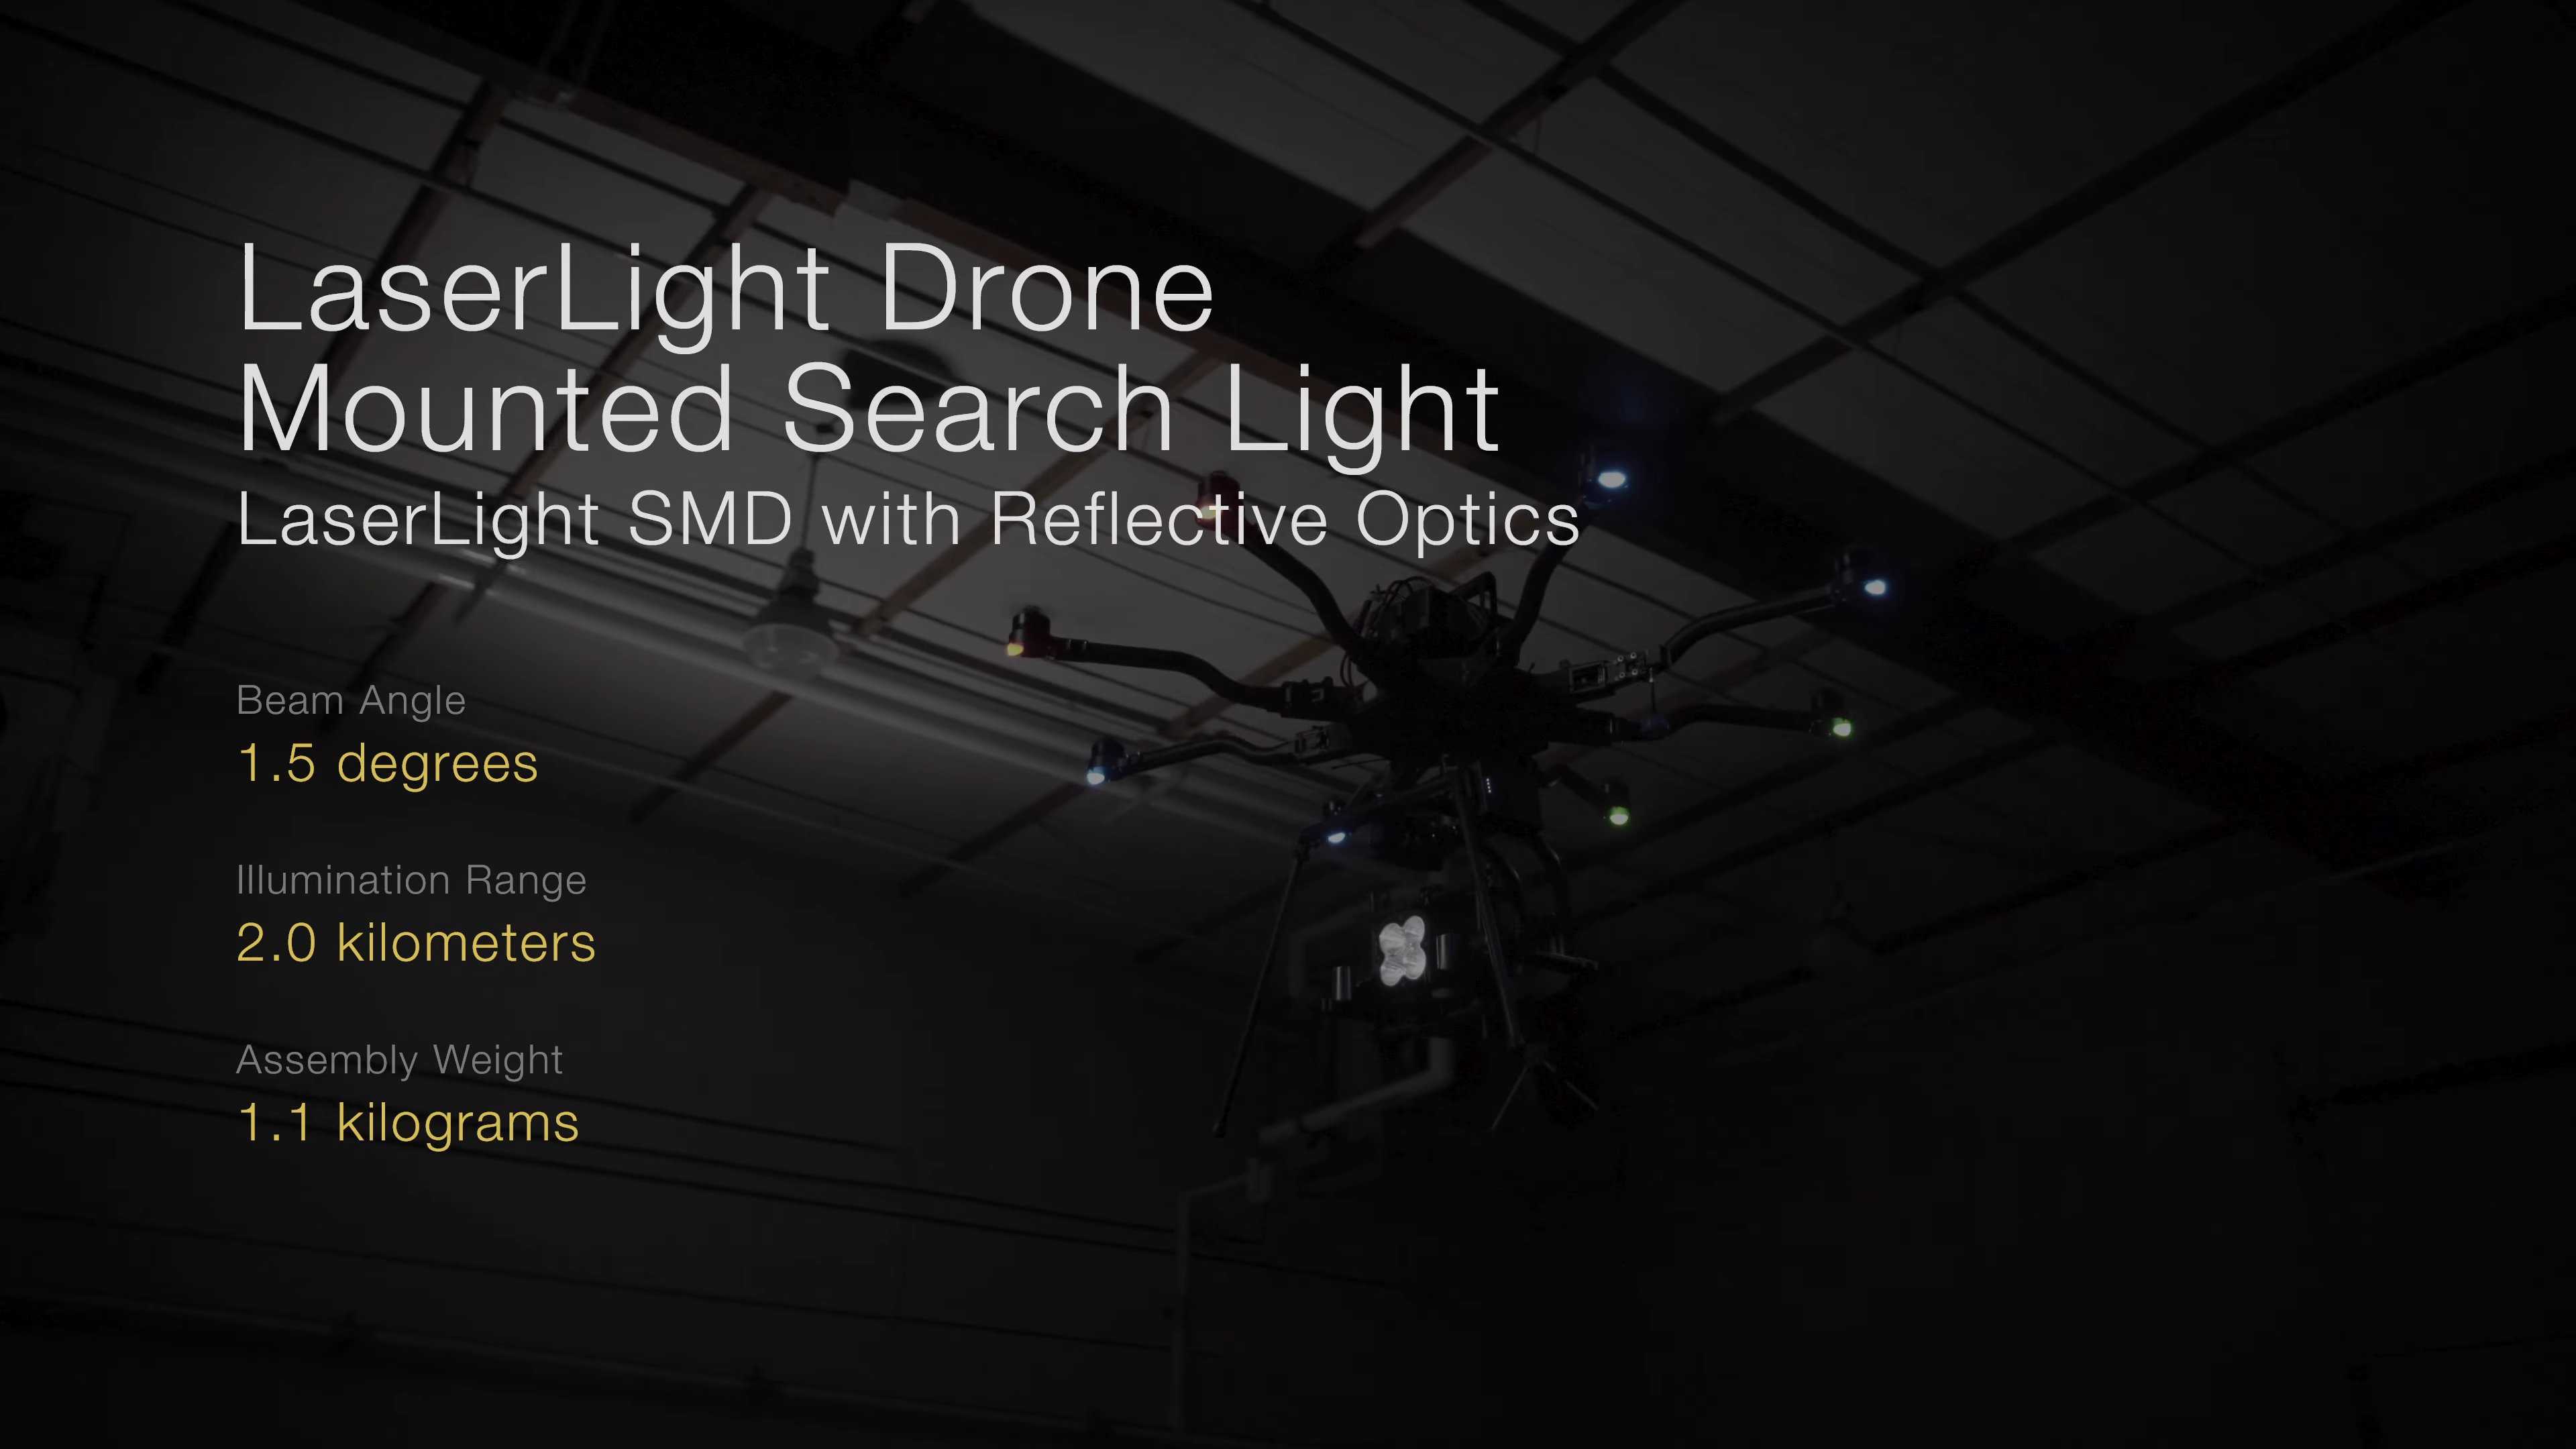 LaserLight Drone
Mounted Search Light
LaserLight SMD with Reflective Optics
Beam Angle
1.5 degrees
Illumination Range
2.0 kilometers
Assembly Weight
1.1 kilograms